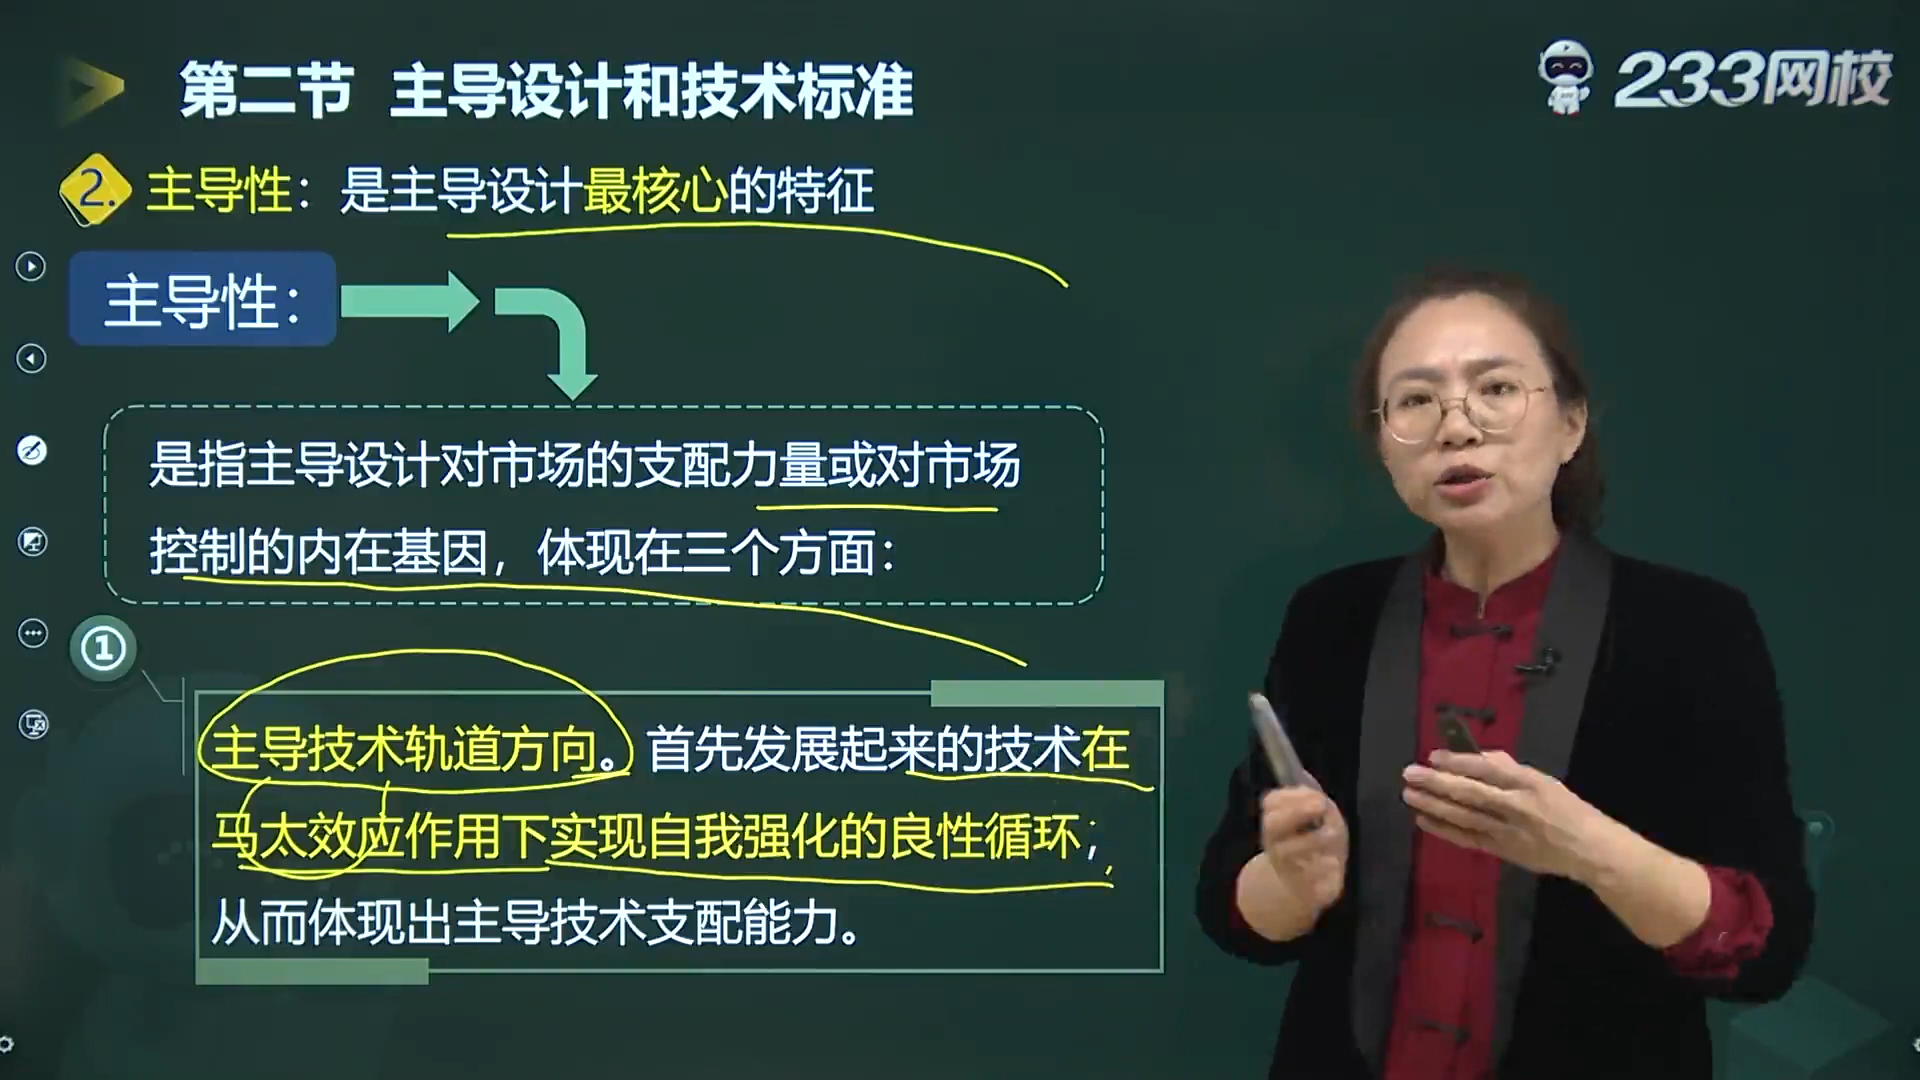 第二节 主导设计和技术标准
233网校
2. 主导性：是主导设计最核心的特征
主导性：
是指主导设计对市场的支配力量或对市场
控制的内在基因，体现在三个方面：
①
主导技术轨道方向。首先发展起来的技术在
马太效应作用下实现自我强化的良性循环；
从而体现出主导技术支配能力。